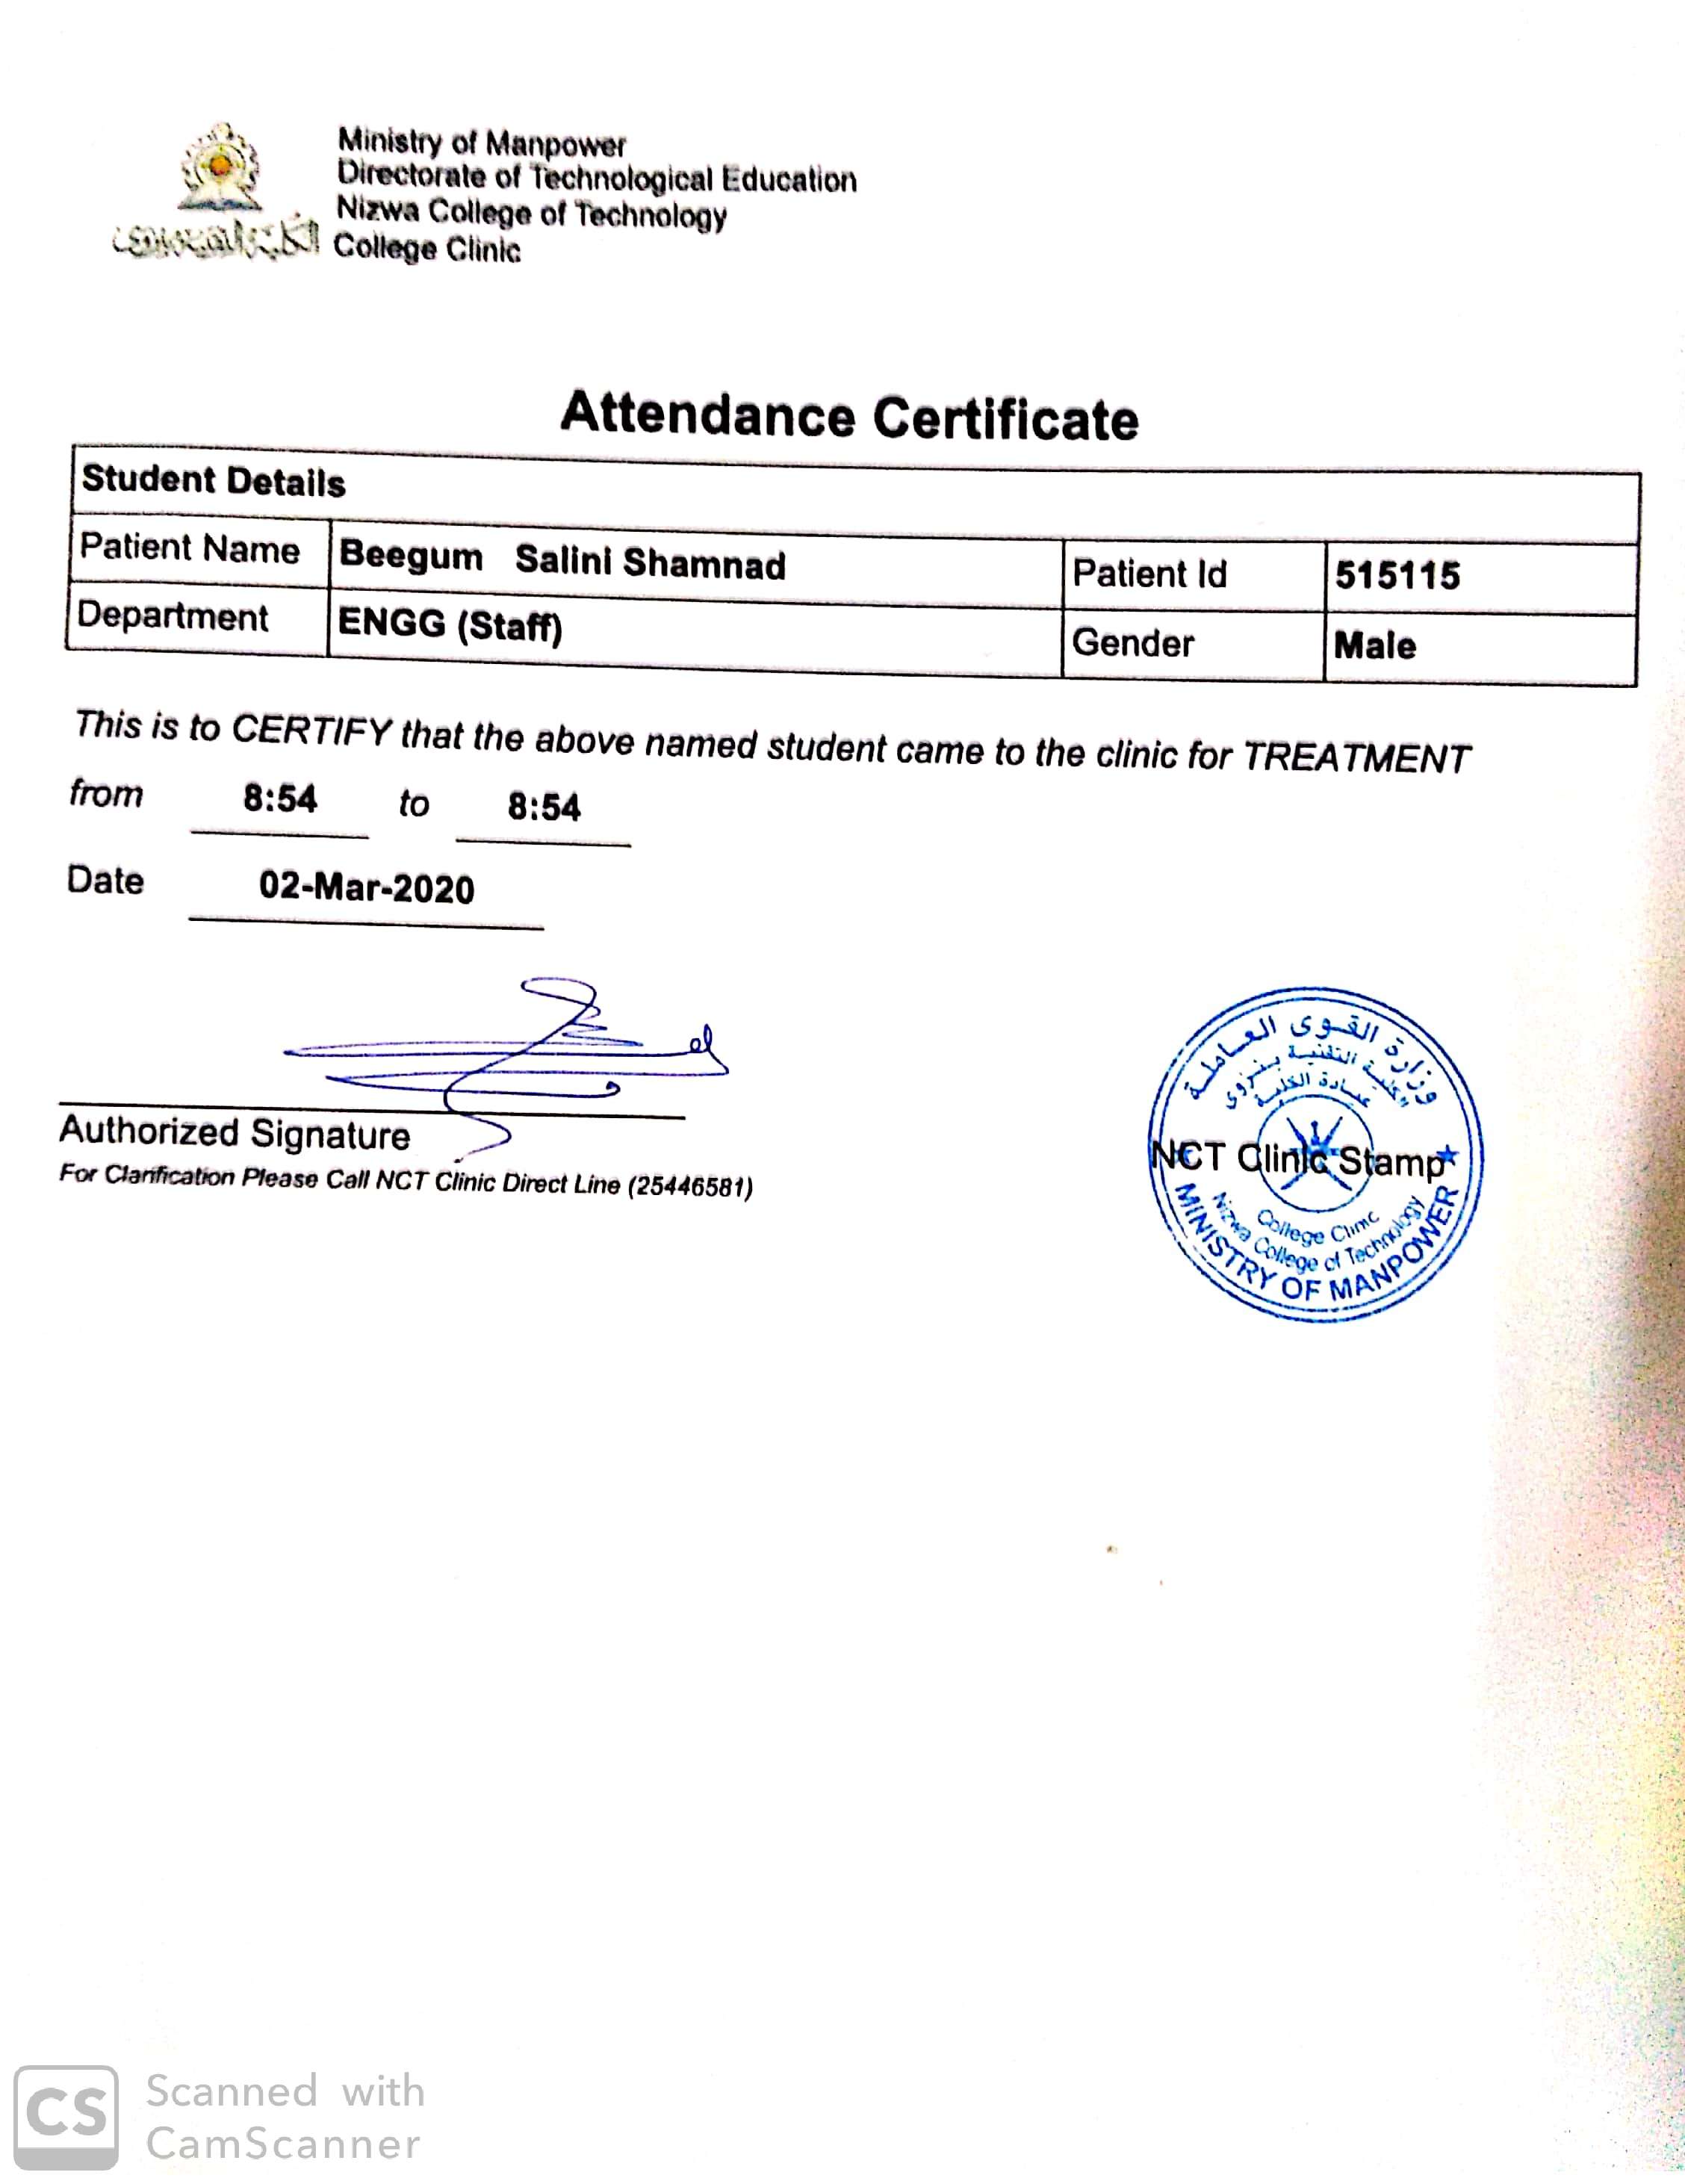 Ministry of Manpower
Directorate of Technological Education
Nizwa College of Technology
College Clinic
Attendance Certificate
Student Details
Patient Name Beegum Salini Shamnad Patient Id 515115
Department ENGG (Staff) Gender Male
This is to CERTIFY that the above named student came to the clinic for TREATMENT
from 8:54 to 8:54
Date 02-Mar-2020
Authorized Signature
For Clarification Please Call NCT Clinic Direct Line (25446581)
وزارة القوى العاملة
الكلية التقنية بنزوى
عيادة الكلية
NCT Clinic Stamp
College Clinic
Nizwa College of Technology
MINISTRY OF MANPOWER
CS Scanned with
CamScanner